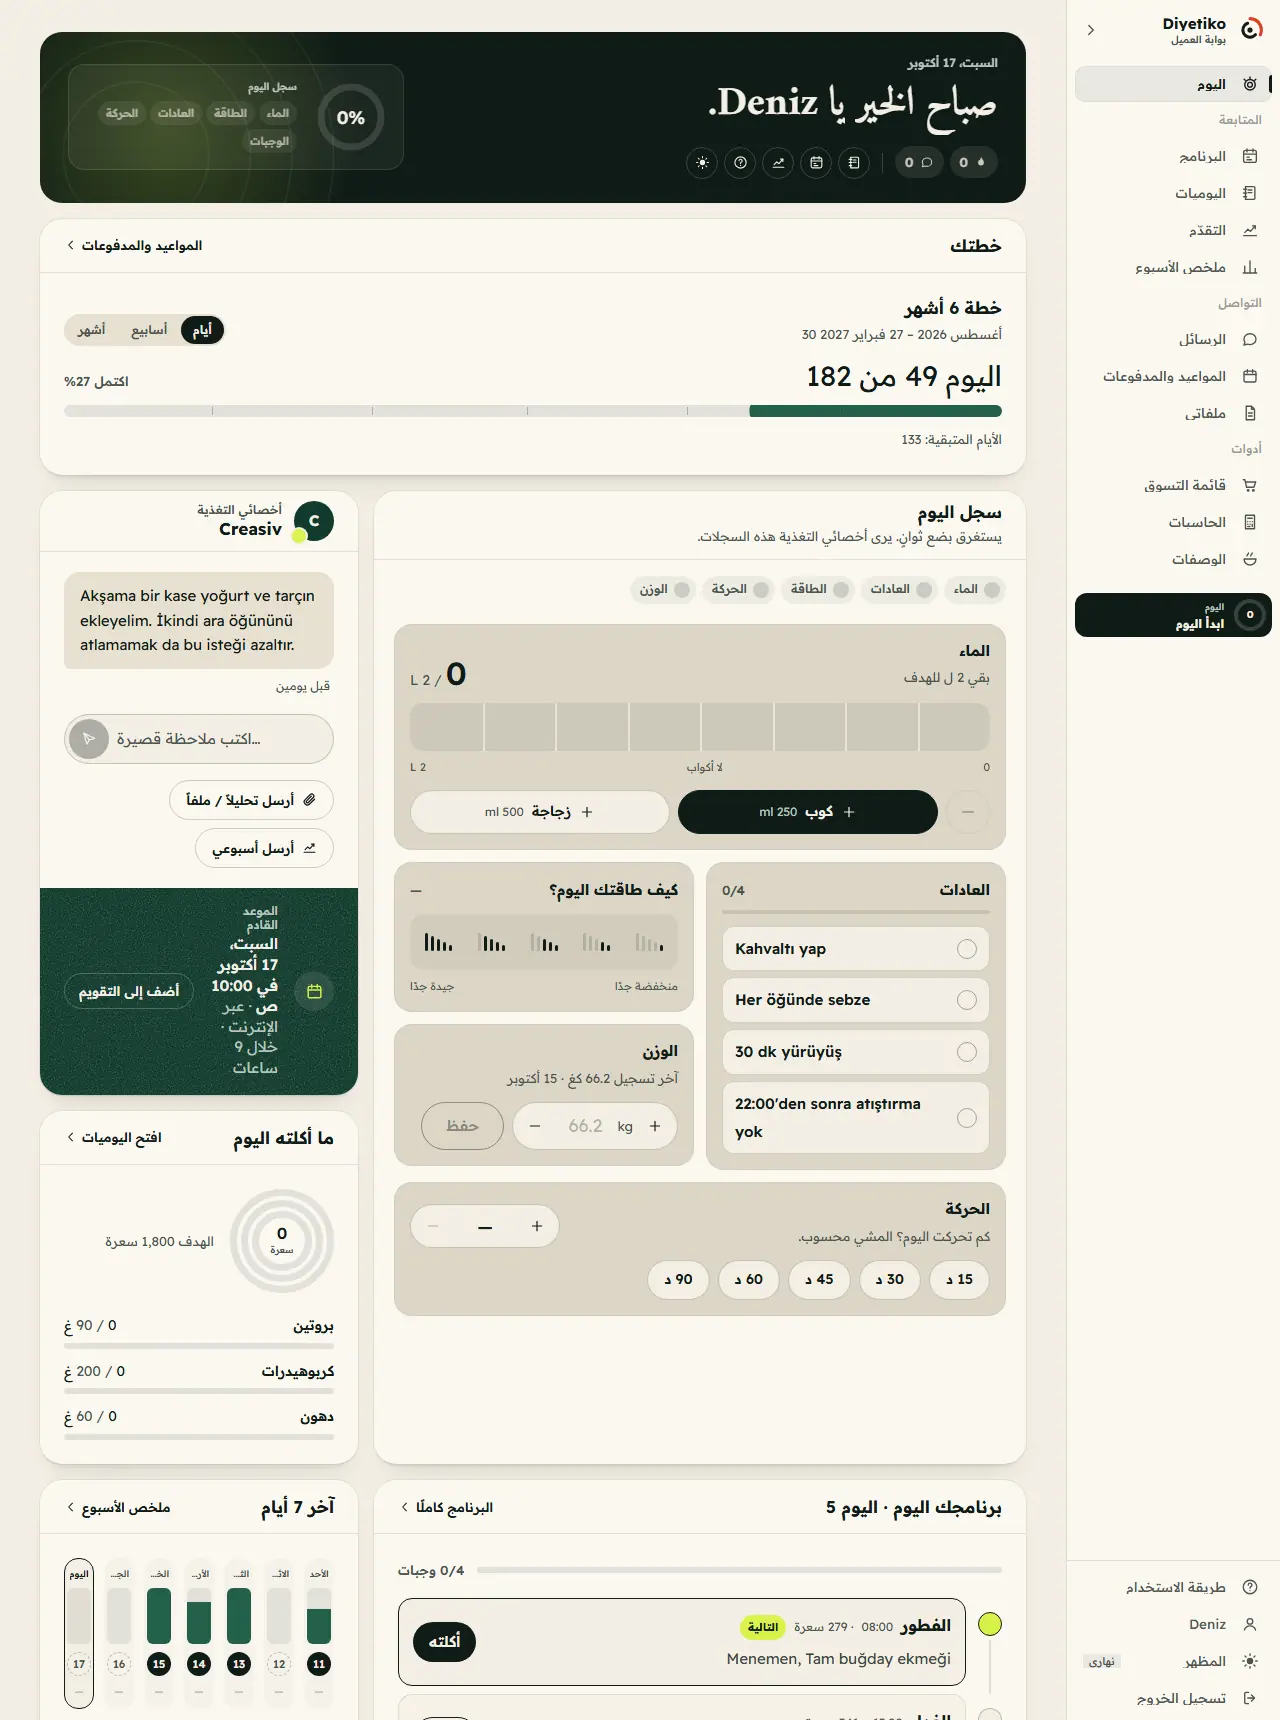 Diyetiko
بوابة العميل
اليوم
المتابعة
البرنامج
اليوميات
التقدّم
ملخص الأسبوع
التواصل
الرسائل
المواعيد والمدفوعات
ملفاتي
أدوات
قائمة التسوق
الحاسبات
الوصفات
0
اليوم
ابدأ اليوم
طريقة الاستخدام
Deniz
المظهر
نهاري
تسجيل الخروج
السبت، 17 أكتوبر
صباح الخير يا Deniz.
0
0
0%
سجل اليوم
الماء
الطاقة
العادات
الحركة
الوجبات
خطتك
المواعيد والمدفوعات
خطة 6 أشهر
30 أغسطس 2026 – 27 فبراير 2027
أيام
أسابيع
أشهر
اليوم 49 من 182
اكتمل 27%
الأيام المتبقية: 133
سجل اليوم
يستغرق بضع ثوانٍ. يرى أخصائي التغذية هذه السجلات.
الماء
العادات
الطاقة
الحركة
الوزن
الماء
بقي 2 ل للهدف
0 / 2 L
0
لا أكواب
2 L
كوب 250 ml
زجاجة 500 ml
العادات
0/4
Kahvaltı yap
Her öğünde sebze
30 dk yürüyüş
22:00'den sonra atıştırma
yok
كيف طاقتك اليوم؟
–
منخفضة جدًا
جيدة جدًا
الوزن
آخر تسجيل 66.2 كغ · 15 أكتوبر
+ kg 66.2 −
حفظ
الحركة
كم تحركت اليوم؟ المشي محسوب.
+ – −
15 د
30 د
45 د
60 د
90 د
C
أخصائي التغذية
Creasiv
Akşama bir kase yoğurt ve tarçın
ekleyelim. İkindi ara öğününü
atlamamak da bu isteği azaltır.
قبل يومين
اكتب ملاحظة قصيرة...
أرسل تحليلاً / ملفاً
أرسل أسبوعي
الموعد
القادم
السبت،
17 أكتوبر
في 10:00
ص · عبر
الإنترنت ·
خلال 9
ساعات
أضف إلى التقويم
ما أكلته اليوم
افتح اليوميات
0
سعرة
الهدف 1,800 سعرة
بروتين
0 / 90 غ
كربوهيدرات
0 / 200 غ
دهون
0 / 60 غ
برنامجك اليوم · اليوم 5
البرنامج كاملًا
0/4 وجبات
الفطور 08:00 · 279 سعرة التالية
Menemen, Tam buğday ekmeği
أكلته
آخر 7 أيام
ملخص الأسبوع
الأحد
الاث...
الث...
الأر...
الخ...
الج...
اليوم
11
12
13
14
15
16
17
–
–
–
–
–
–
–